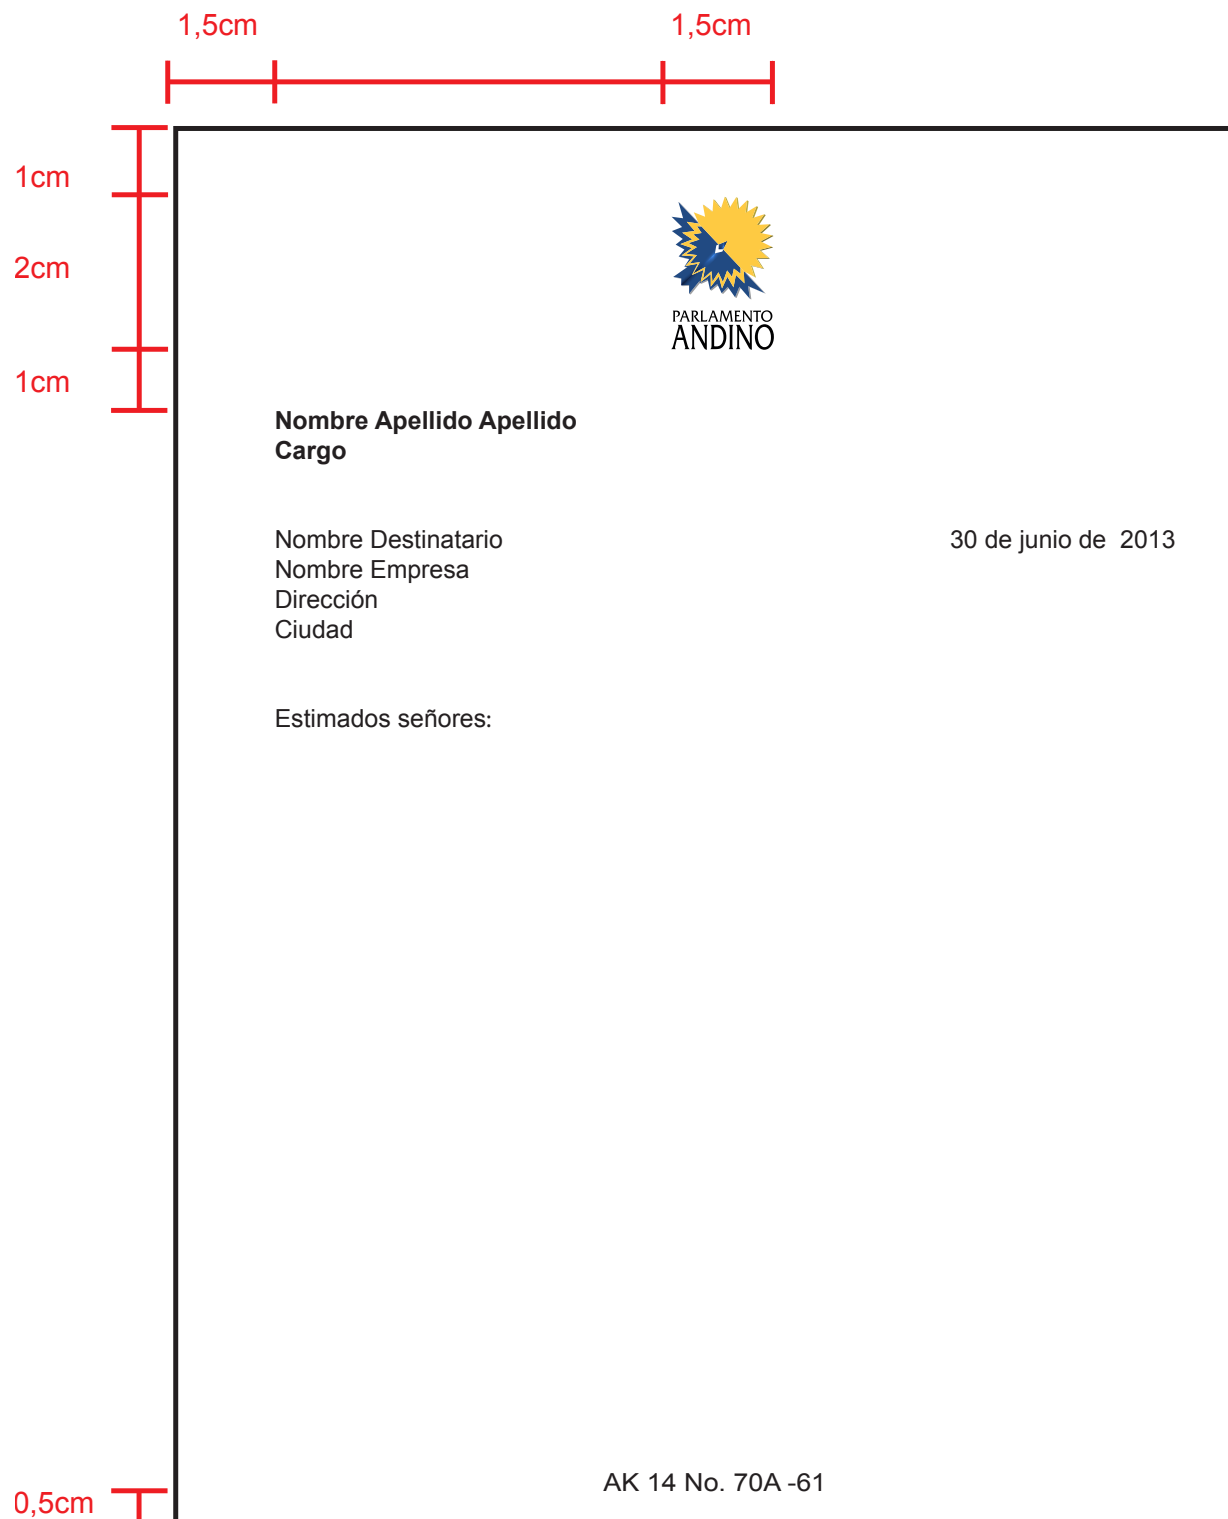 1,5cm 1,5cm
1cm
2cm
PARLAMENTO
ANDINO
1cm
Nombre Apellido Apellido
Cargo
Nombre Destinatario 30 de junio de  2013
Nombre Empresa
Dirección
Ciudad
Estimados señores:
AK 14 No. 70A -61
0,5cm